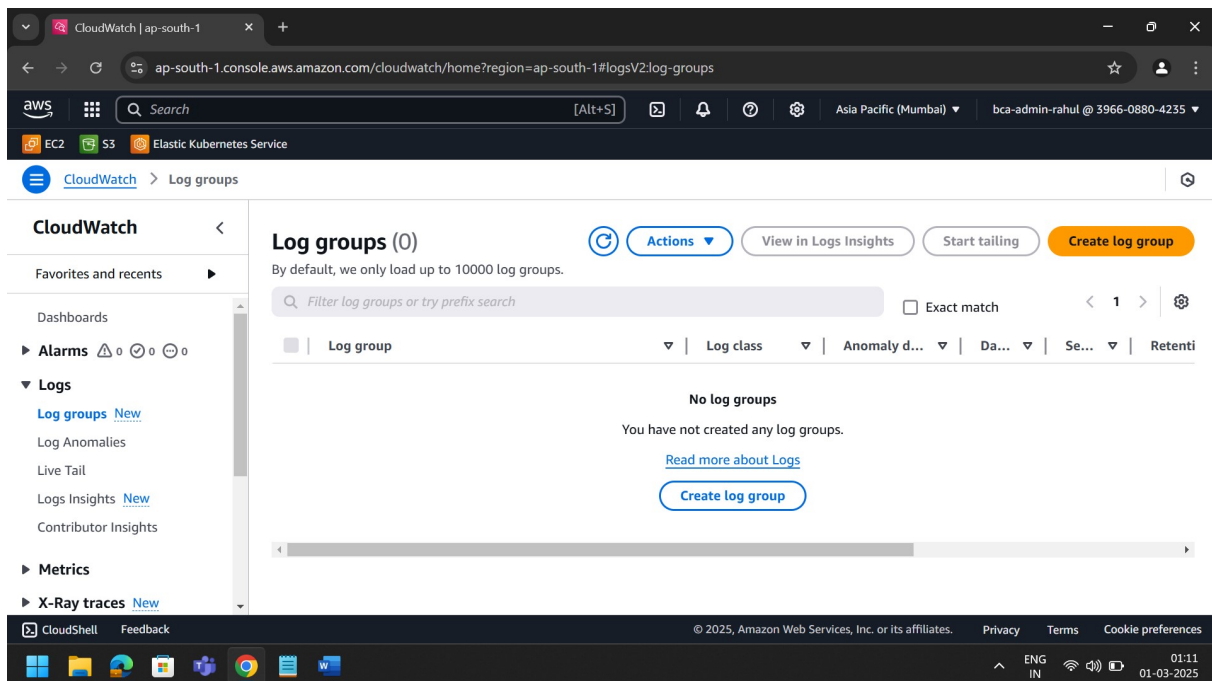 CloudWatch | ap-south-1
ap-south-1.console.aws.amazon.com/cloudwatch/home?region=ap-south-1#logsV2:log-groups
aws Search [Alt+S] Asia Pacific (Mumbai) bca-admin-rahul @ 3966-0880-4235
EC2 S3 Elastic Kubernetes Service
CloudWatch > Log groups
CloudWatch
Favorites and recents
Dashboards
Alarms 0 0 0
Logs
Log groups New
Log Anomalies
Live Tail
Logs Insights New
Contributor Insights
Metrics
X-Ray traces New
Log groups (0)
Actions View in Logs Insights Start tailing Create log group
By default, we only load up to 10000 log groups.
Filter log groups or try prefix search Exact match 1
Log group Log class Anomaly d... Da... Se... Retenti
No log groups
You have not created any log groups.
Read more about Logs
Create log group
CloudShell Feedback © 2025, Amazon Web Services, Inc. or its affiliates. Privacy Terms Cookie preferences
ENG 01:11
IN 01-03-2025